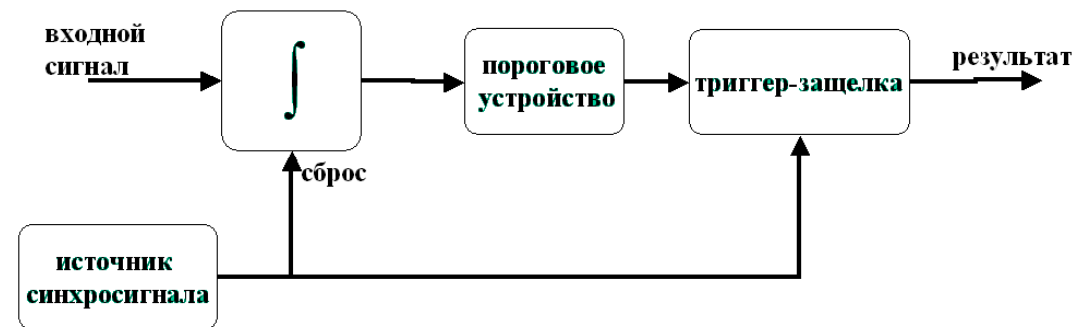 входной
сигнал
∫
пороговое
устройство
триггер-защелка
результат
сброс
источник
синхросигнала